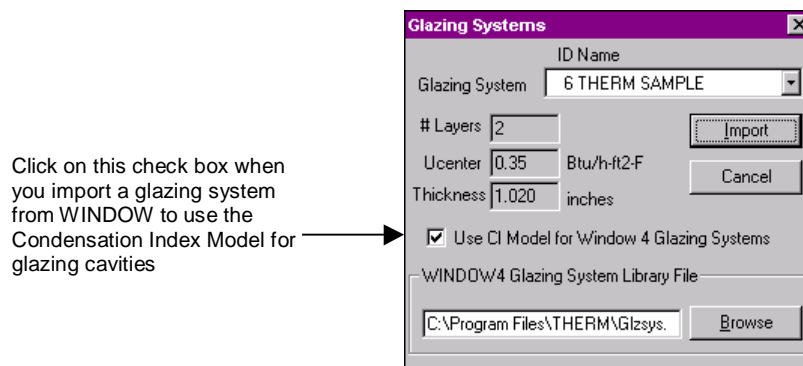 Click on this check box when
you import a glazing system
from WINDOW to use the
Condensation Index Model for
glazing cavities
Glazing Systems
ID Name
Glazing System 6 THERM SAMPLE
# Layers 2
Import
Ucenter 0.35 Btu/h-ft2-F
Cancel
Thickness 1.020 inches
Use CI Model for Window 4 Glazing Systems
WINDOW4 Glazing System Library File
C:\Program Files\THERM\Glzsys.
Browse